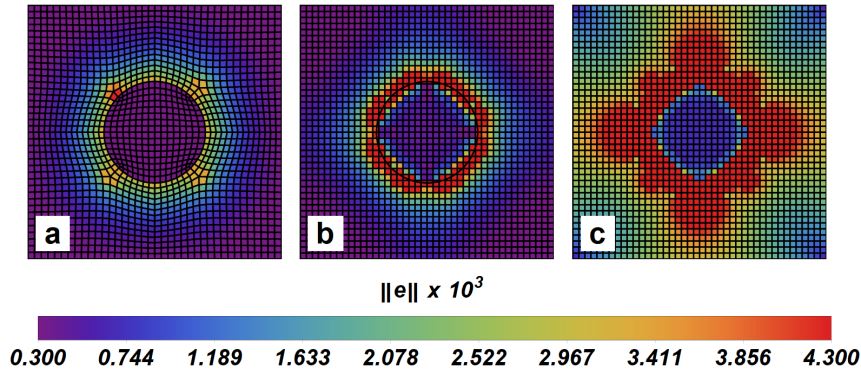 a b c
‖e‖ x 10³
0.300 0.744 1.189 1.633 2.078 2.522 2.967 3.411 3.856 4.300